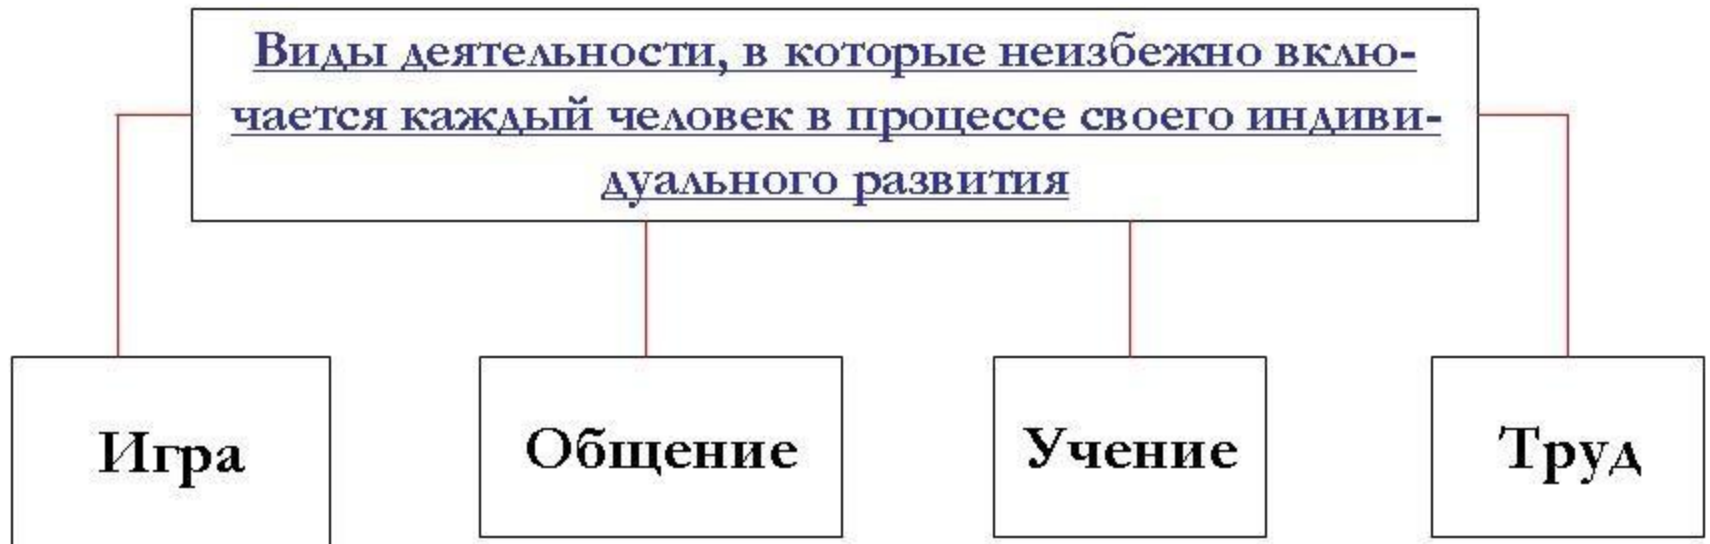 Виды деятельности, в которые неизбежно вклю-
чается каждый человек в процессе своего индиви-
дуального развития
Игра
Общение
Учение
Труд